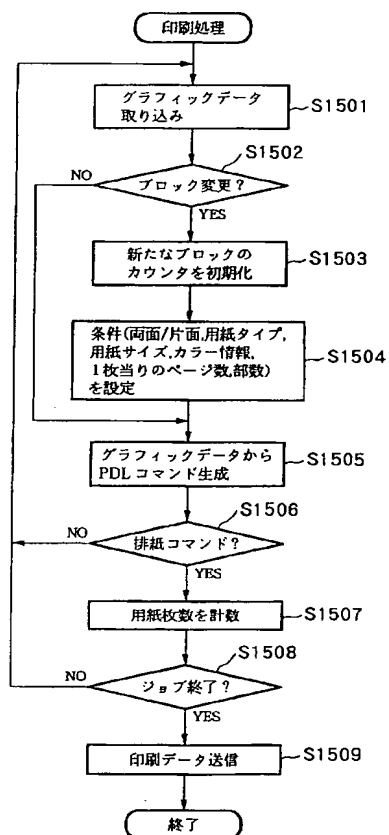 印刷処理
グラフィックデータ
取り込み
S1501
S1502
ブロック変更?
NO
YES
新たなブロックの
カウンタを初期化
S1503
条件(両面/片面,用紙タイプ,
用紙サイズ,カラー情報,
1枚当りのページ数,部数)
を設定
S1504
グラフィックデータから
PDLコマンド生成
S1505
S1506
排紙コマンド?
NO
YES
用紙枚数を計数
S1507
S1508
ジョブ終了?
NO
YES
印刷データ送信
S1509
終了